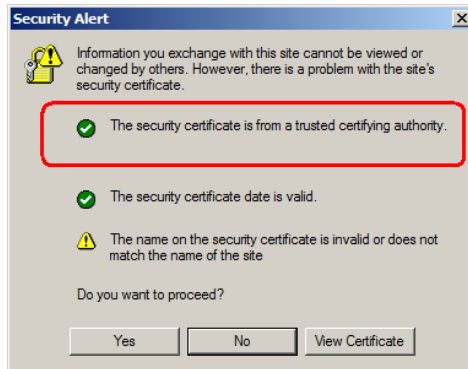 Security Alert
Information you exchange with this site cannot be viewed or
changed by others. However, there is a problem with the site's
security certificate.
The security certificate is from a trusted certifying authority.
The security certificate date is valid.
The name on the security certificate is invalid or does not
match the name of the site
Do you want to proceed?
Yes No View Certificate